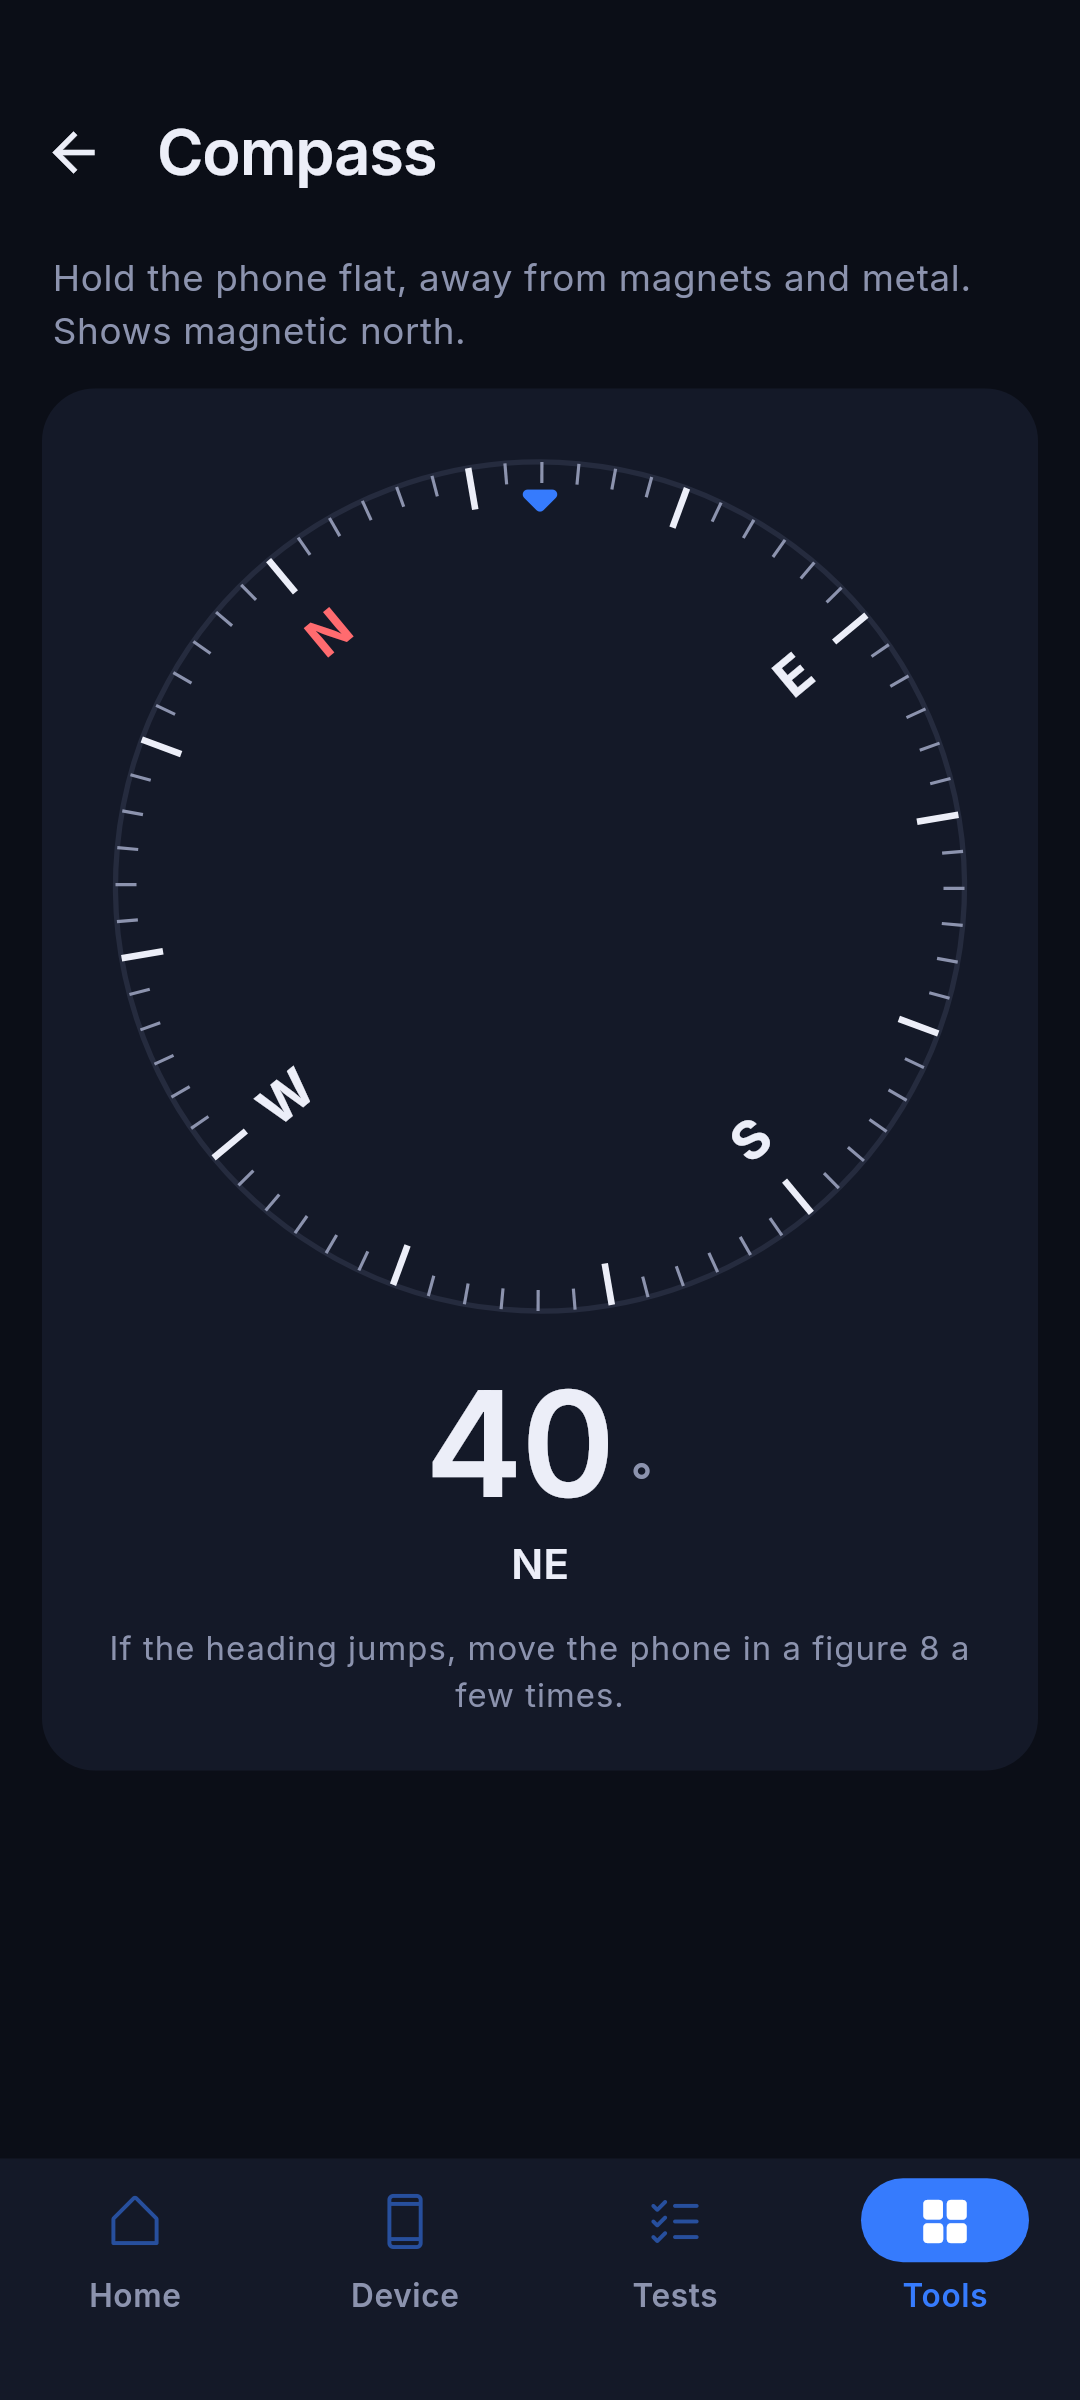 Compass
Hold the phone flat, away from magnets and metal.
Shows magnetic north.
N
E
W
S
40°
NE
If the heading jumps, move the phone in a figure 8 a
few times.
Home
Device
Tests
Tools